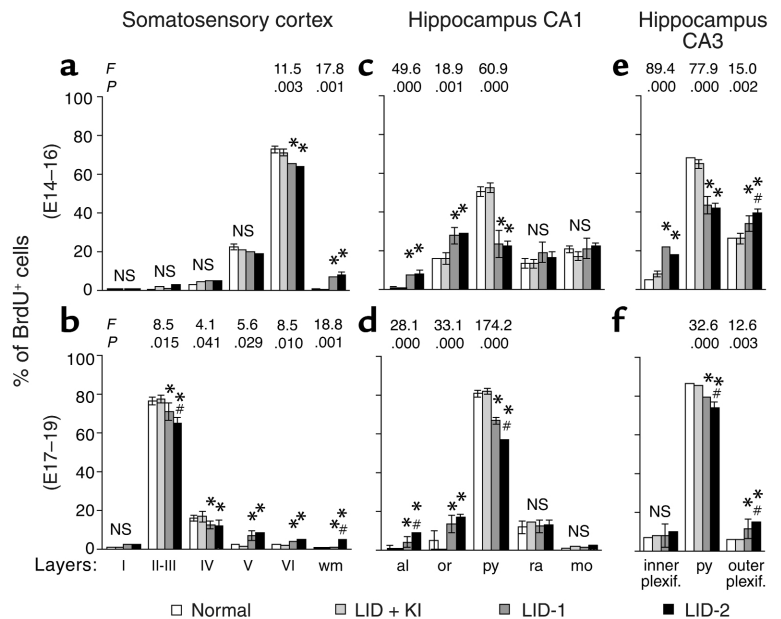 Somatosensory cortex Hippocampus CA1 Hippocampus
CA3
a F 11.5 17.8 c 49.6 18.9 60.9 e 89.4 77.9 15.0
P .003 .001 .000 .001 .000 .000 .000 .002
100
80
* * * *
60
(E14–16)
* * * * #
40
* * * *
NS NS NS * *
20
NS NS NS * * * *
0
% of BrdU+ cells
b F 8.5 4.1 5.6 8.5 18.8 d 28.1 33.1 174.2 f 32.6 12.6
P .015 .041 .029 .010 .001 .000 .000 .000 .000 .003
100
80
* * # * * # * * #
60
(E17–19)
40
20
NS * * * * * * * * # * * # * * NS NS NS * * #
0
Layers: I II-III IV V VI wm al or py ra mo inner plexif. py outer plexif.
Normal LID + KI LID-1 LID-2